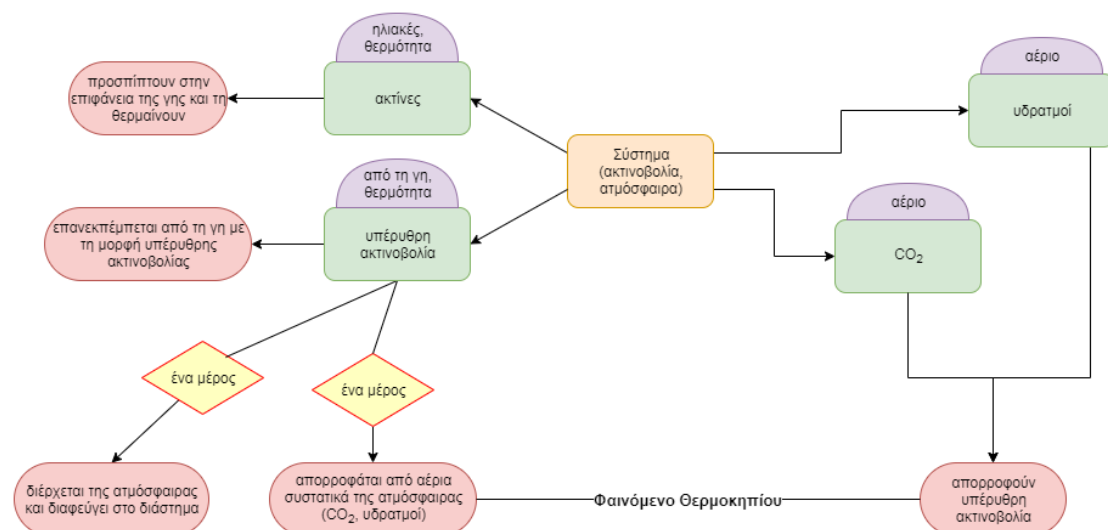 ηλιακές,
θερμότητα
ακτίνες
προσπίπτουν στην
επιφάνεια της γης και τη
θερμαίνουν
αέριο
υδρατμοί
Σύστημα
(ακτινοβολία,
ατμόσφαιρα)
από τη γη,
θερμότητα
υπέρυθρη
ακτινοβολία
επανεκπέμπεται από τη γη με
τη μορφή υπέρυθρης
ακτινοβολίας
αέριο
CO₂
ένα μέρος
ένα μέρος
διέρχεται της ατμόσφαιρας
και διαφεύγει στο διάστημα
απορροφάται από αέρια
συστατικά της ατμόσφαιρας
(CO₂, υδρατμοί)
Φαινόμενο Θερμοκηπίου
απορροφούν
υπέρυθρη
ακτινοβολία